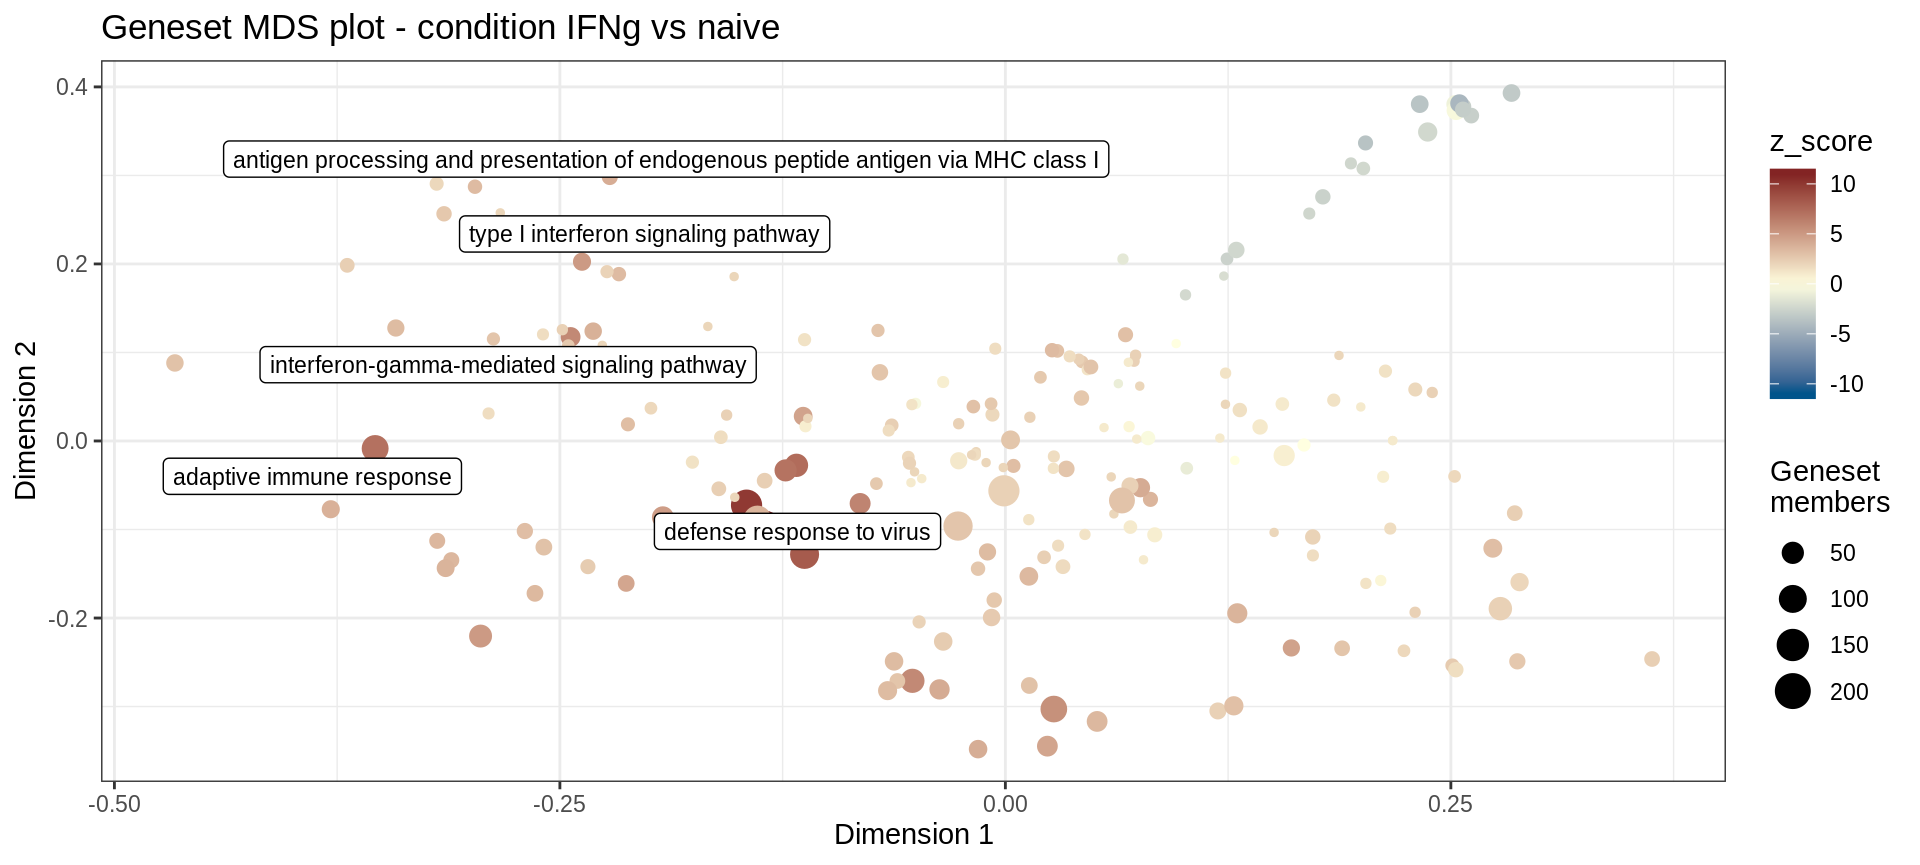 Geneset MDS plot - condition IFNg vs naive
0.4
0.2
0.0
-0.2
Dimension 2
antigen processing and presentation of endogenous peptide antigen via MHC class I
type I interferon signaling pathway
interferon-gamma-mediated signaling pathway
adaptive immune response
defense response to virus
-0.50
-0.25
0.00
0.25
Dimension 1
z_score
10
5
0
-5
-10
Geneset
members
50
100
150
200